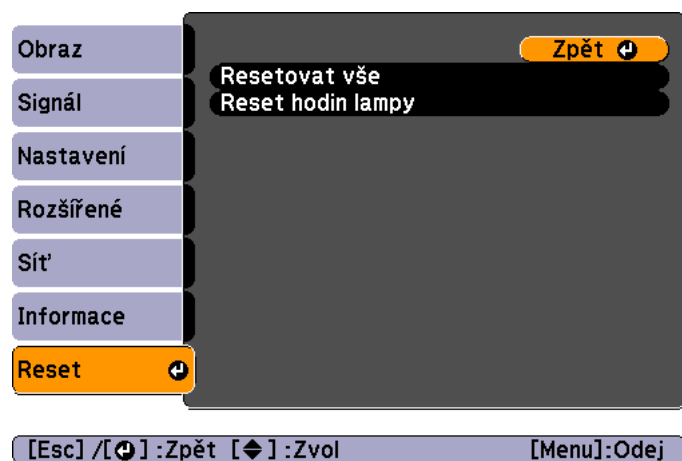 Obraz
Signál
Nastavení
Rozšířené
Síť
Informace
Reset
Zpět
Resetovat vše
Reset hodin lampy
[Esc] /[ ] :Zpět [ ] :Zvol [Menu]:Odej